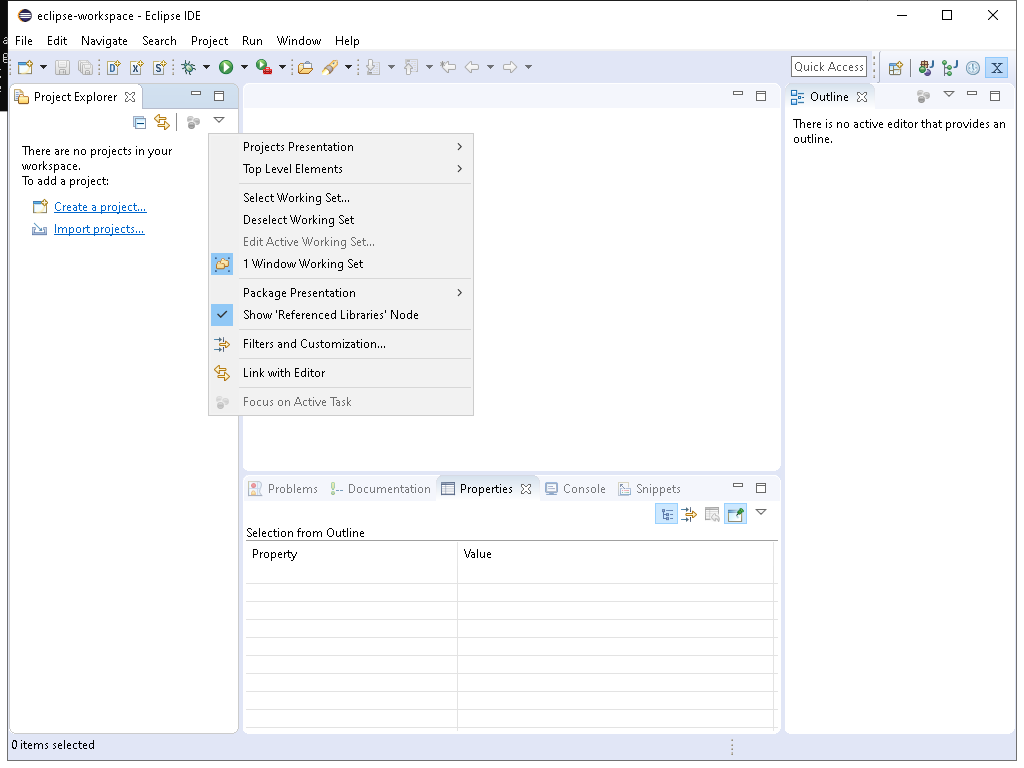 eclipse-workspace - Eclipse IDE
File Edit Navigate Search Project Run Window Help
Quick Access
Project Explorer
There are no projects in your
workspace.
To add a project:
Create a project...
Import projects...
Projects Presentation
Top Level Elements
Select Working Set...
Deselect Working Set
Edit Active Working Set...
1 Window Working Set
Package Presentation
Show 'Referenced Libraries' Node
Filters and Customization...
Link with Editor
Focus on Active Task
Outline
There is no active editor that provides an
outline.
Problems Documentation Properties Console Snippets
Selection from Outline
Property Value
0 items selected